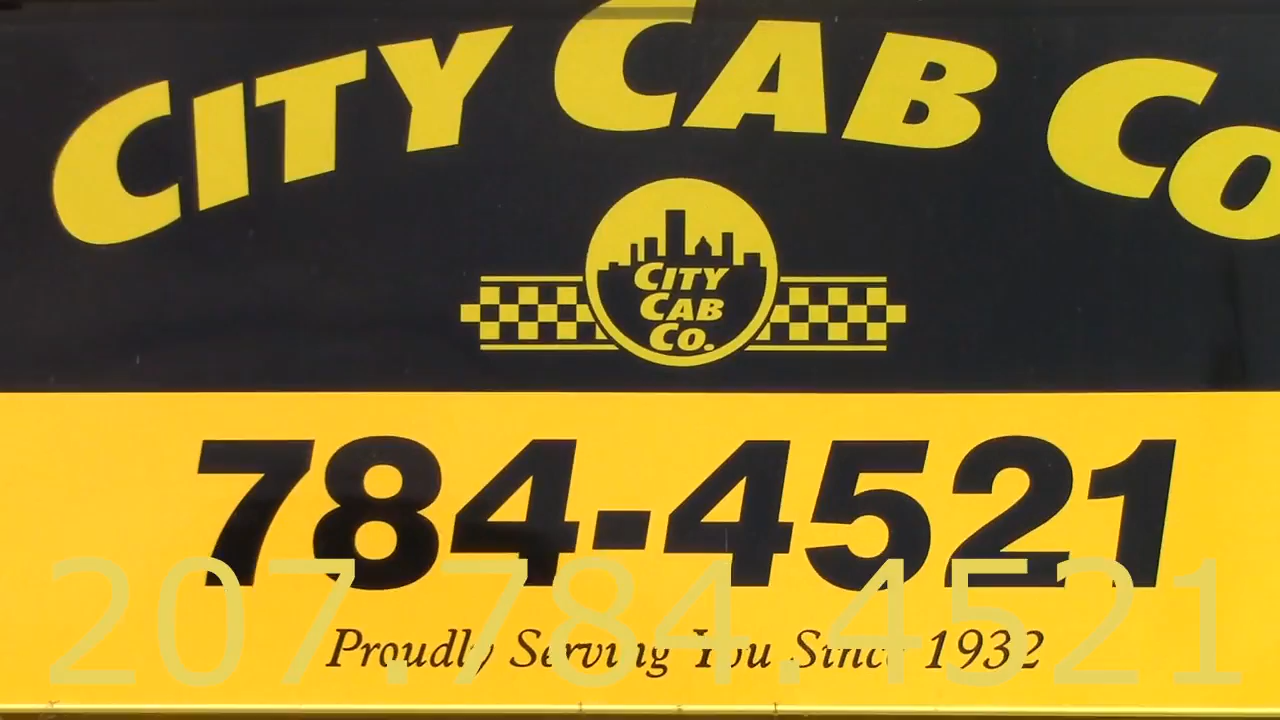 CITY CAB CO
CITY
CAB
CO.
784-4521
207.784.4521
Proudly Serving You Since 1932